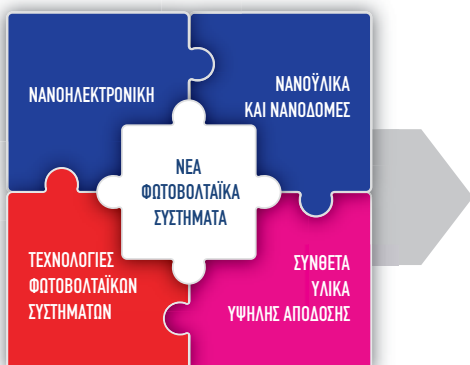 ΝΑΝΟΗΛΕΚΤΡΟΝΙΚΗ
ΝΑΝΟΫΛΙΚΑ
ΚΑΙ ΝΑΝΟΔΟΜΕΣ
ΝΕΑ
ΦΩΤΟΒΟΛΤΑΪΚΑ
ΣΥΣΤΗΜΑΤΑ
ΤΕΧΝΟΛΟΓΙΕΣ
ΦΩΤΟΒΟΛΤΑΪΚΩΝ
ΣΥΣΤΗΜΑΤΩΝ
ΣΥΝΘΕΤΑ
ΥΛΙΚΑ
ΥΨΗΛΗΣ ΑΠΟΔΟΣΗΣ